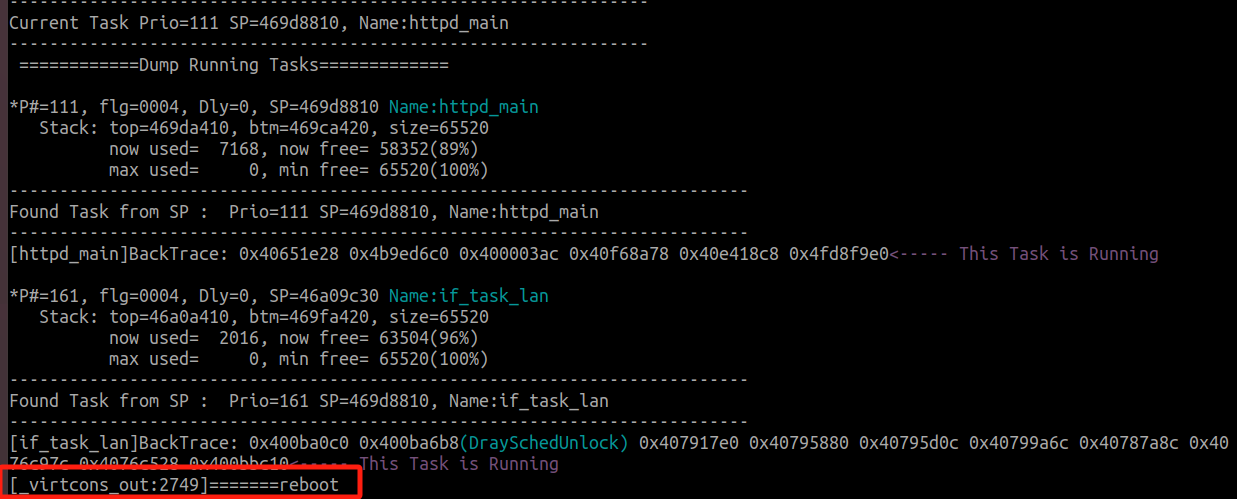 ----------------------------------------------------------------
Current Task Prio=111 SP=469d8810, Name:httpd_main
----------------------------------------------------------------
============Dump Running Tasks=============
*P#=111, flg=0004, Dly=0, SP=469d8810 Name:httpd_main
Stack: top=469da410, btm=469ca420, size=65520
now used=  7168, now free= 58352(89%)
max used=     0, min free= 65520(100%)
--------------------------------------------------------------------------
Found Task from SP :  Prio=111 SP=469d8810, Name:httpd_main
--------------------------------------------------------------------------
[httpd_main]BackTrace: 0x40651e28 0x4b9ed6c0 0x400003ac 0x40f68a78 0x40e418c8 0x4fd8f9e0<----- This Task is Running
*P#=161, flg=0004, Dly=0, SP=46a09c30 Name:if_task_lan
Stack: top=46a0a410, btm=469fa420, size=65520
now used=  2016, now free= 63504(96%)
max used=     0, min free= 65520(100%)
--------------------------------------------------------------------------
Found Task from SP :  Prio=161 SP=469d8810, Name:if_task_lan
--------------------------------------------------------------------------
[if_task_lan]BackTrace: 0x400ba0c0 0x400ba6b8(DraySchedUnlock) 0x407917e0 0x40795880 0x40795d0c 0x40799a6c 0x40787a8c 0x40
76c97c 0x4076c528 0x400bbc10<----- This Task is Running
[_virtcons_out:2749]=======reboot